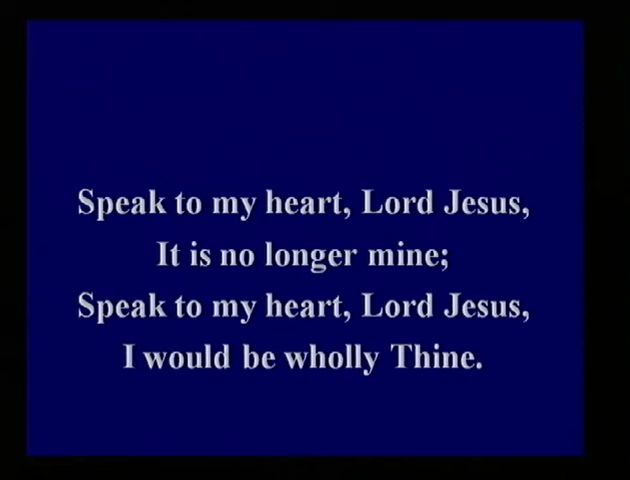 Speak to my heart, Lord Jesus,
It is no longer mine;
Speak to my heart, Lord Jesus,
I would be wholly Thine.